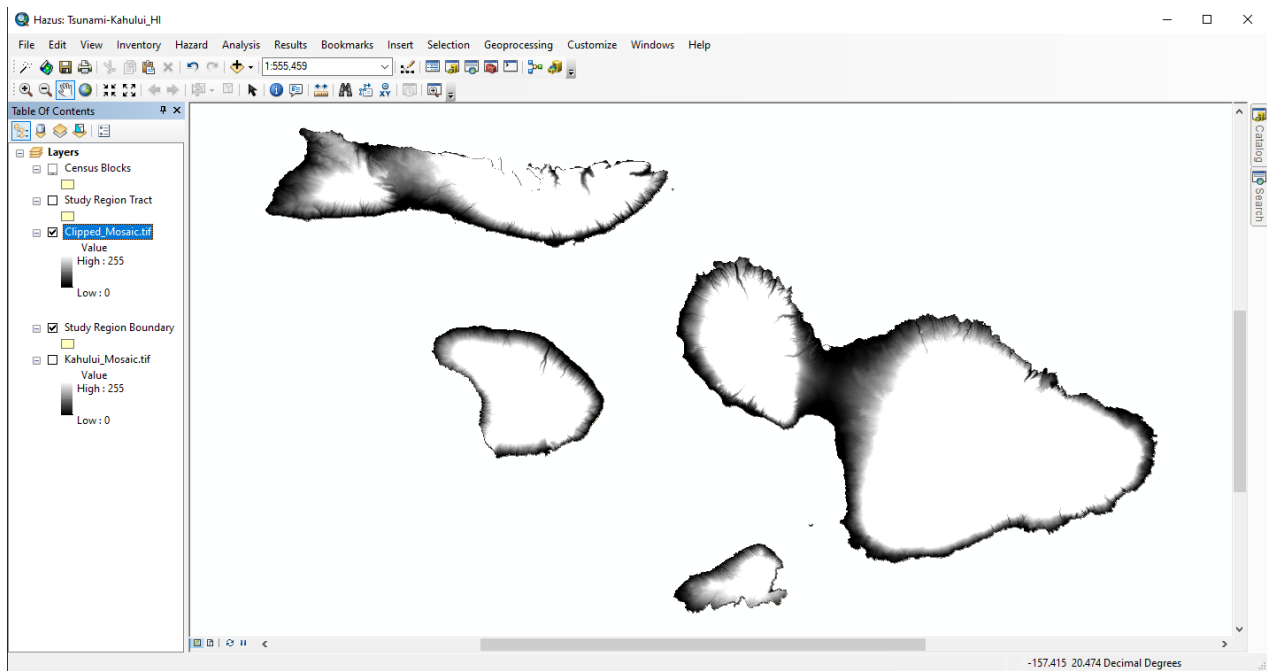 Hazus: Tsunami-Kahului_HI
File Edit View Inventory Hazard Analysis Results Bookmarks Insert Selection Geoprocessing Customize Windows Help
1:555,459
Table Of Contents
Layers
Census Blocks
Study Region Tract
Clipped_Mosaic.tif
Value
High : 255
Low : 0
Study Region Boundary
Kahului_Mosaic.tif
Value
High : 255
Low : 0
Catalog
Search
-157.415 20.474 Decimal Degrees